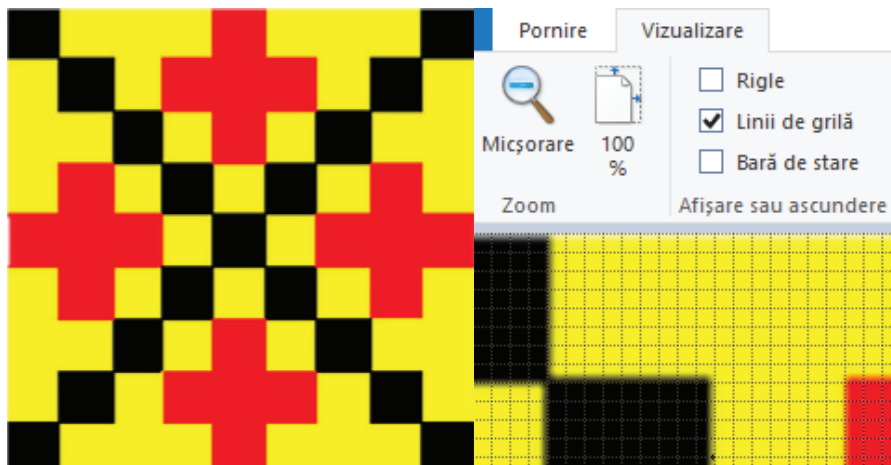 Pornire Vizualizare
Rigle
Linii de grilă
Bară de stare
Micșorare 100
%
Zoom Afișare sau ascundere